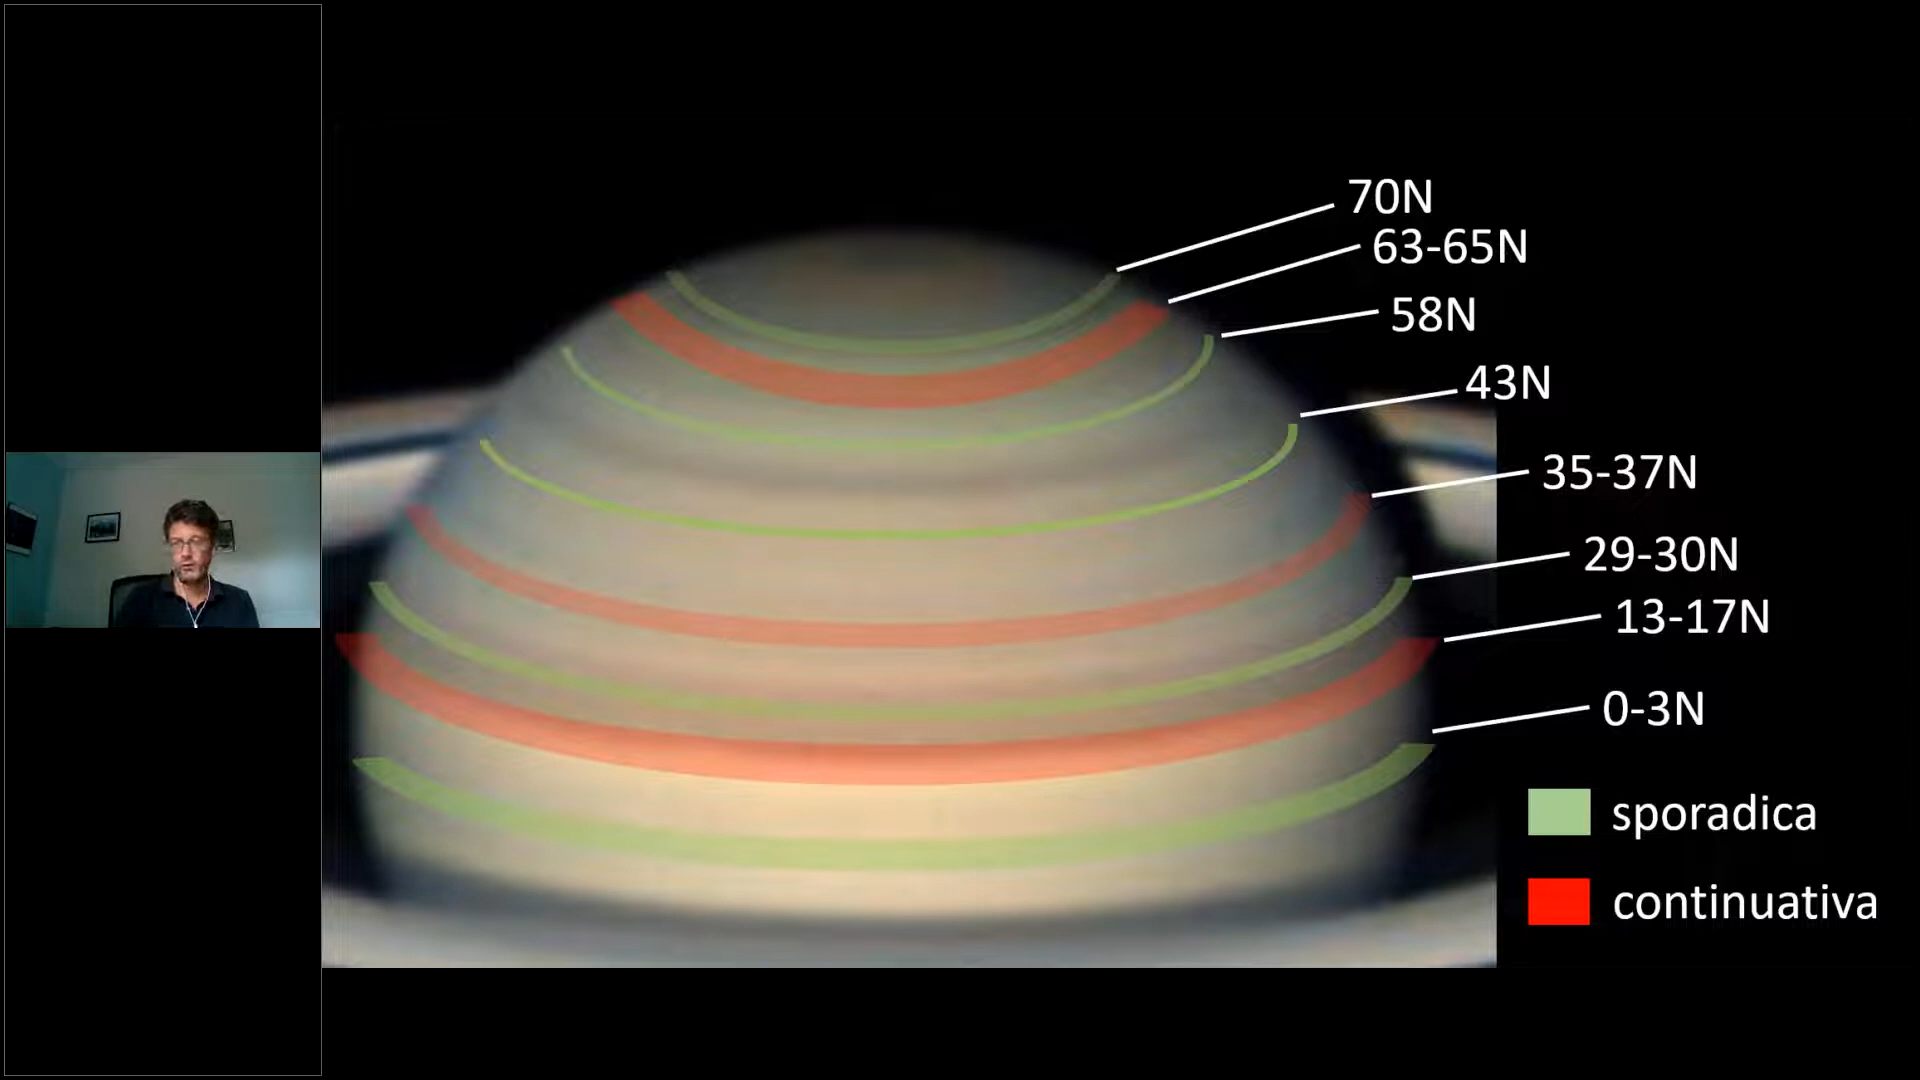 70N
63-65N
58N
43N
35-37N
29-30N
13-17N
0-3N
sporadica
continuativa